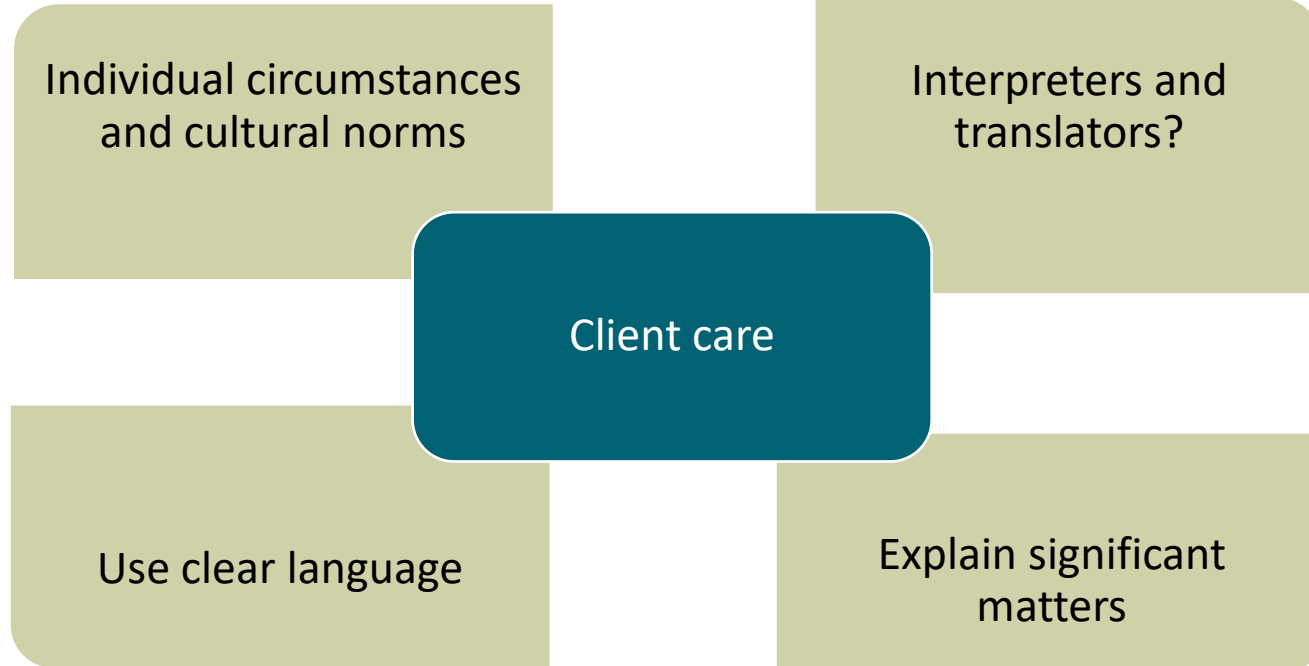 Individual circumstances
and cultural norms
Interpreters and
translators?
Client care
Use clear language
Explain significant
matters